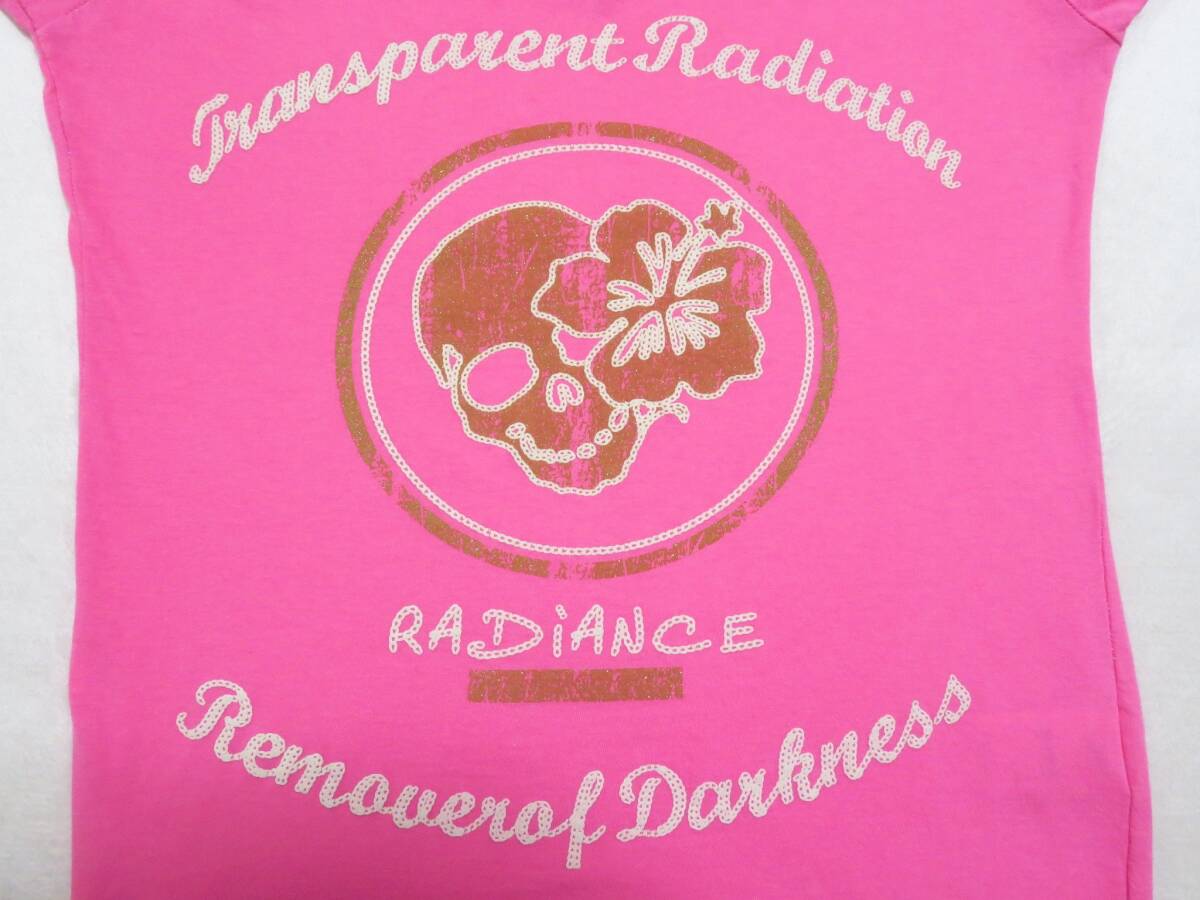 Transparent Radiation
RADiANCE
Removerof Darkness